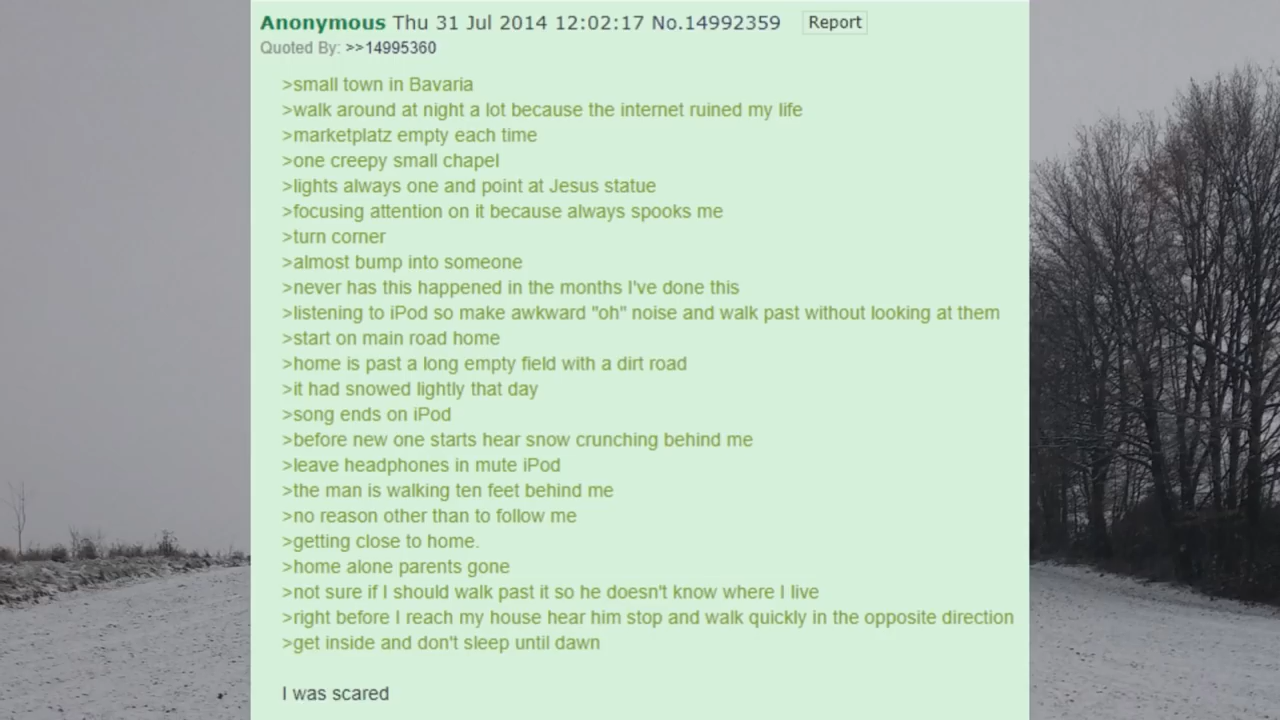 Anonymous Thu 31 Jul 2014 12:02:17 No.14992359 Report
Quoted By: >>14995360
>small town in Bavaria
>walk around at night a lot because the internet ruined my life
>marketplatz empty each time
>one creepy small chapel
>lights always one and point at Jesus statue
>focusing attention on it because always spooks me
>turn corner
>almost bump into someone
>never has this happened in the months I've done this
>listening to iPod so make awkward "oh" noise and walk past without looking at them
>start on main road home
>home is past a long empty field with a dirt road
>it had snowed lightly that day
>song ends on iPod
>before new one starts hear snow crunching behind me
>leave headphones in mute iPod
>the man is walking ten feet behind me
>no reason other than to follow me
>getting close to home.
>home alone parents gone
>not sure if I should walk past it so he doesn't know where I live
>right before I reach my house hear him stop and walk quickly in the opposite direction
>get inside and don't sleep until dawn
I was scared